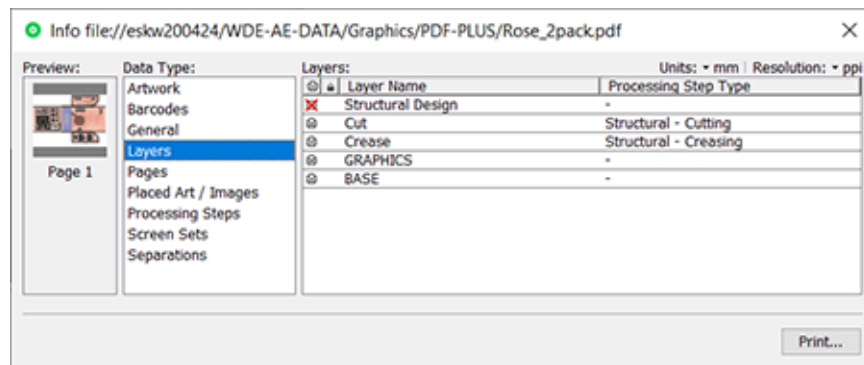 Info file://eskw200424/WDE-AE-DATA/Graphics/PDF-PLUS/Rose_2pack.pdf
Preview:
Page 1
Data Type:
Artwork
Barcodes
General
Layers
Pages
Placed Art / Images
Processing Steps
Screen Sets
Separations
Layers: Units: mm | Resolution: ppi
Layer Name Processing Step Type
Structural Design -
Cut Structural - Cutting
Crease Structural - Creasing
GRAPHICS -
BASE -
Print...